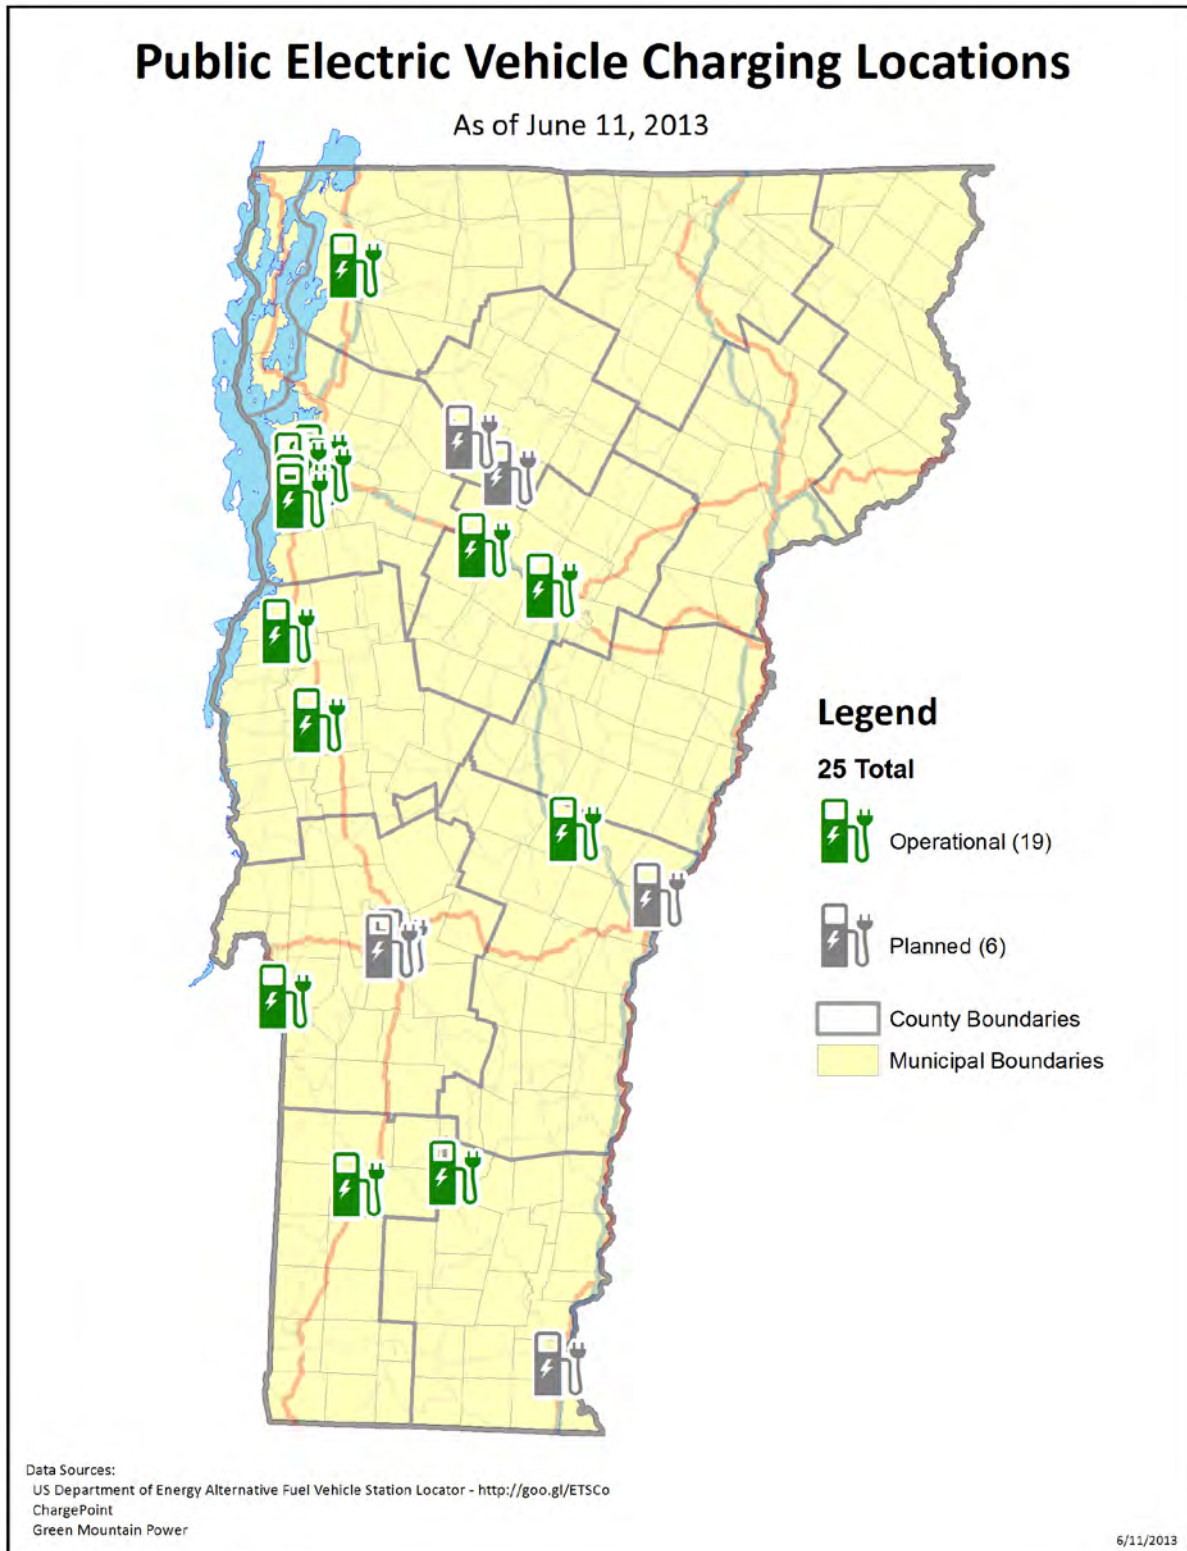 Public Electric Vehicle Charging Locations
As of June 11, 2013
Legend
25 Total
Operational (19)
Planned (6)
County Boundaries
Municipal Boundaries
Data Sources:
US Department of Energy Alternative Fuel Vehicle Station Locator - http://goo.gl/ETSCo
ChargePoint
Green Mountain Power
6/11/2013